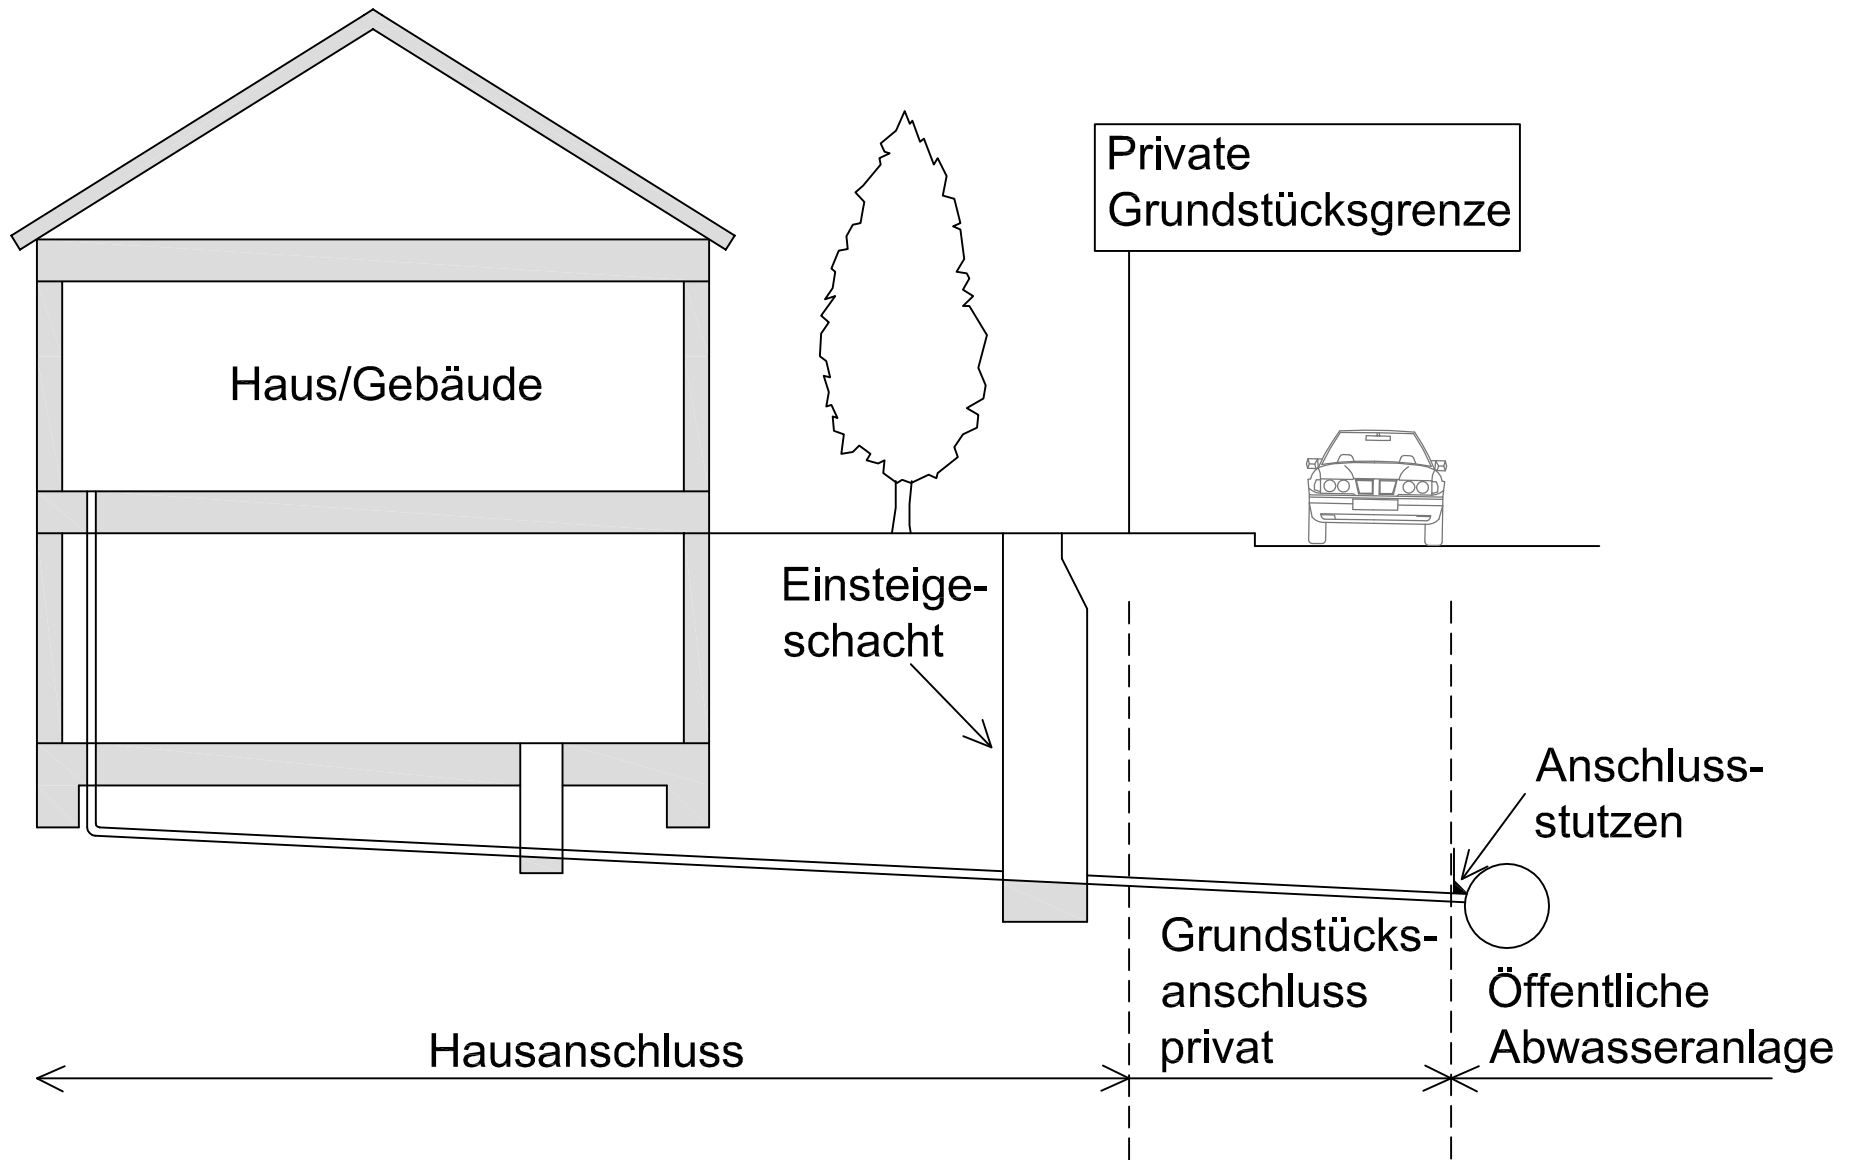 Private
Grundstücksgrenze
Haus/Gebäude
Einsteige-
schacht
Anschluss-
stutzen
Grundstücks-
anschluss
privat
Öffentliche
Abwasseranlage
Hausanschluss